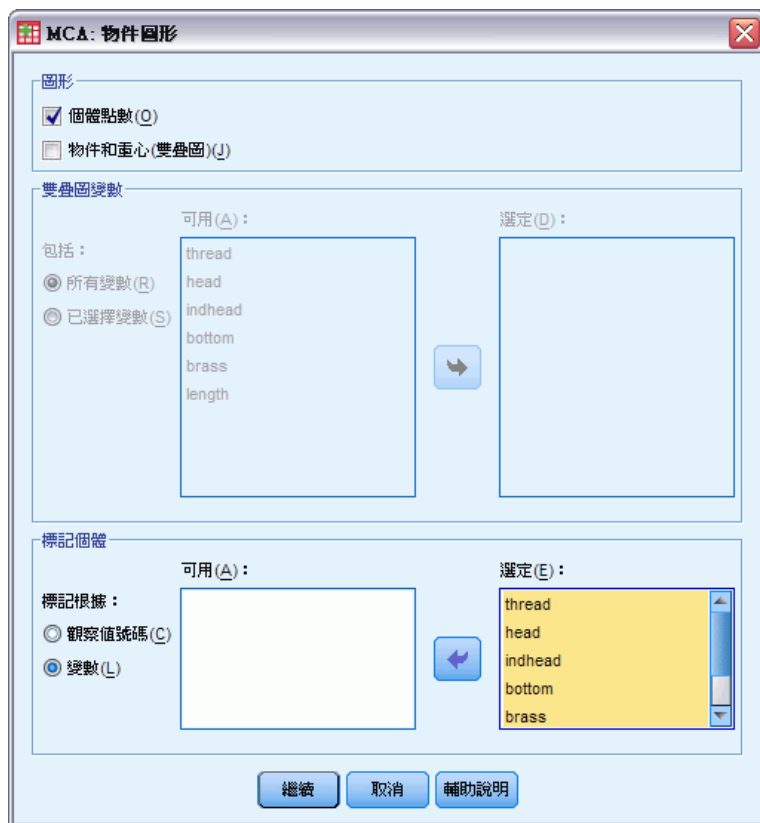 MCA: 物件圖形
圖形
個體點數(O)
物件和重心(雙疊圖)(J)
雙疊圖變數
可用(A)：
選定(D)：
包括：
所有變數(R)
已選擇變數(S)
thread
head
indhead
bottom
brass
length
標記個體
可用(A)：
選定(E)：
標記根據：
觀察值號碼(C)
變數(L)
thread
head
indhead
bottom
brass
繼續
取消
輔助說明